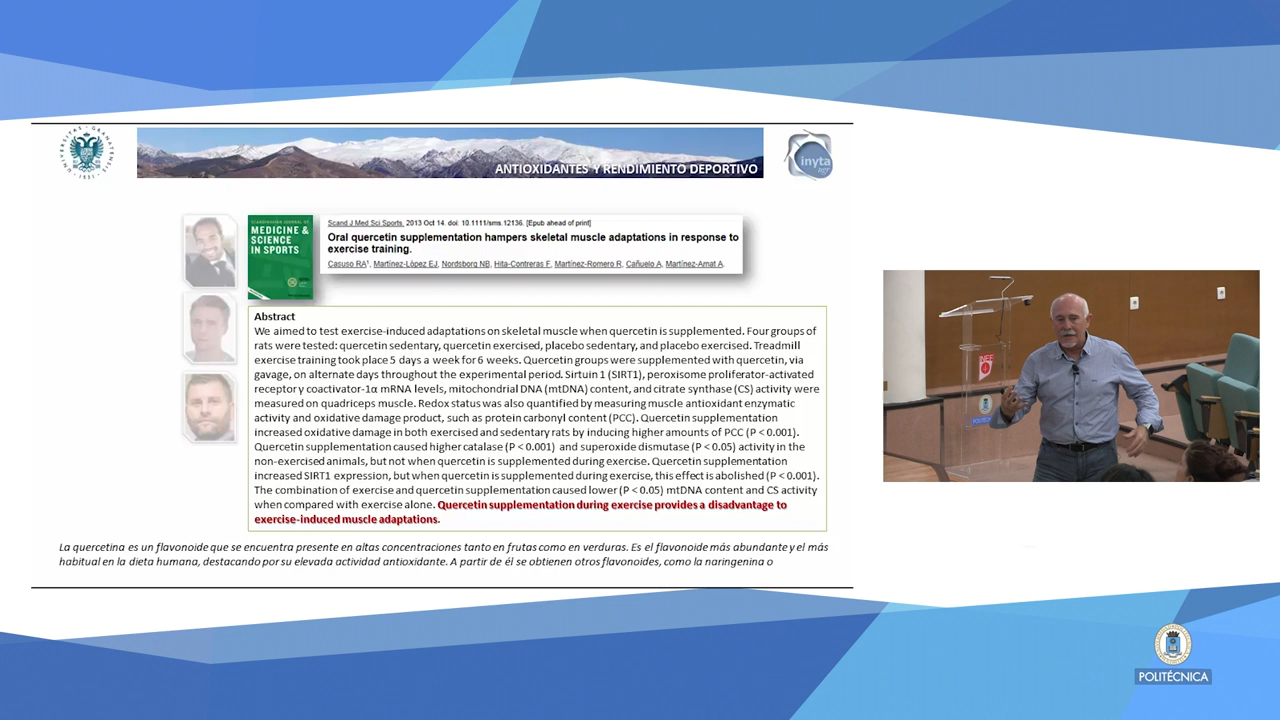 UNIVERSITAS GRANATENSIS
1531
ANTIOXIDANTES Y RENDIMIENTO DEPORTIVO
inyta
SCANDINAVIAN JOURNAL OF
MEDICINE &
SCIENCE
IN SPORTS
Scand J Med Sci Sports. 2013 Oct 14. doi: 10.1111/sms.12136. [Epub ahead of print]
Oral quercetin supplementation hampers skeletal muscle adaptations in response to
exercise training.
Casuso RA¹, Martínez-López EJ, Nordsborg NB, Hita-Contreras F, Martínez-Romero R, Cañuelo A, Martínez-Amat A.
Abstract
We aimed to test exercise-induced adaptations on skeletal muscle when quercetin is supplemented. Four groups of
rats were tested: quercetin sedentary, quercetin exercised, placebo sedentary, and placebo exercised. Treadmill
exercise training took place 5 days a week for 6 weeks. Quercetin groups were supplemented with quercetin, via
gavage, on alternate days throughout the experimental period. Sirtuin 1 (SIRT1), peroxisome proliferator-activated
receptor γ coactivator-1α mRNA levels, mitochondrial DNA (mtDNA) content, and citrate synthase (CS) activity were
measured on quadriceps muscle. Redox status was also quantified by measuring muscle antioxidant enzymatic
activity and oxidative damage product, such as protein carbonyl content (PCC). Quercetin supplementation
increased oxidative damage in both exercised and sedentary rats by inducing higher amounts of PCC (P < 0.001).
Quercetin supplementation caused higher catalase (P < 0.001) and superoxide dismutase (P < 0.05) activity in the
non-exercised animals, but not when quercetin is supplemented during exercise. Quercetin supplementation
increased SIRT1 expression, but when quercetin is supplemented during exercise, this effect is abolished (P < 0.001).
The combination of exercise and quercetin supplementation caused lower (P < 0.05) mtDNA content and CS activity
when compared with exercise alone. Quercetin supplementation during exercise provides a disadvantage to
exercise-induced muscle adaptations.
La quercetina es un flavonoide que se encuentra presente en altas concentraciones tanto en frutas como en verduras. Es el flavonoide más abundante y el más
habitual en la dieta humana, destacando por su elevada actividad antioxidante. A partir de él se obtienen otros flavonoides, como la naringenina o
INEF
POLITÉCNICA